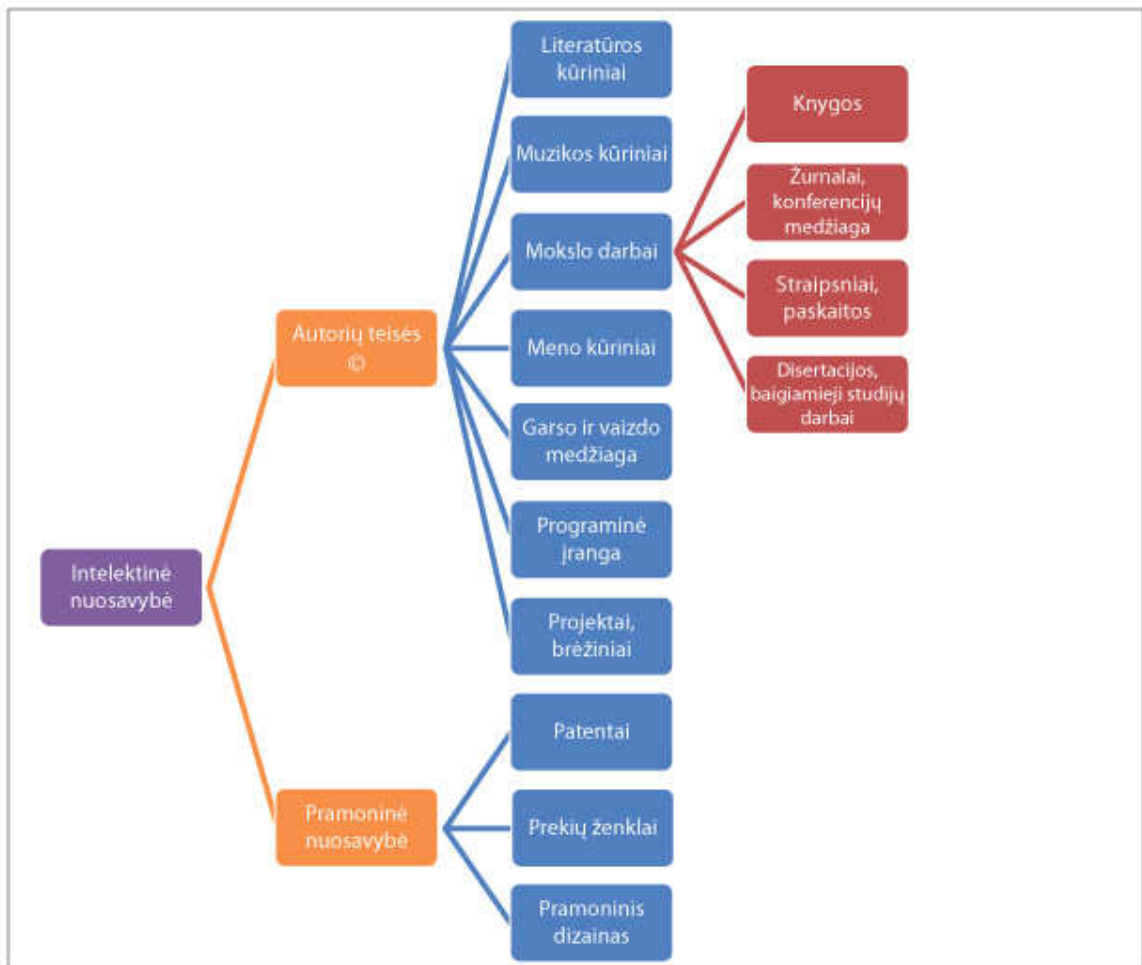 Literatūros
kūriniai
Muzikos kūriniai
Mokslo darbai
Meno kūriniai
Garso ir vaizdo
medžiaga
Programinė
įranga
Projektai,
brėžiniai
Patentai
Prekių ženklai
Pramoninis
dizainas
Knygos
Žurnalai,
konferencijų
medžiaga
Straipsniai,
paskaitos
Disertacijos,
baigiamieji studijų
darbai
Autorių teisės
©
Pramoninė
nuosavybė
Intelektinė
nuosavybė